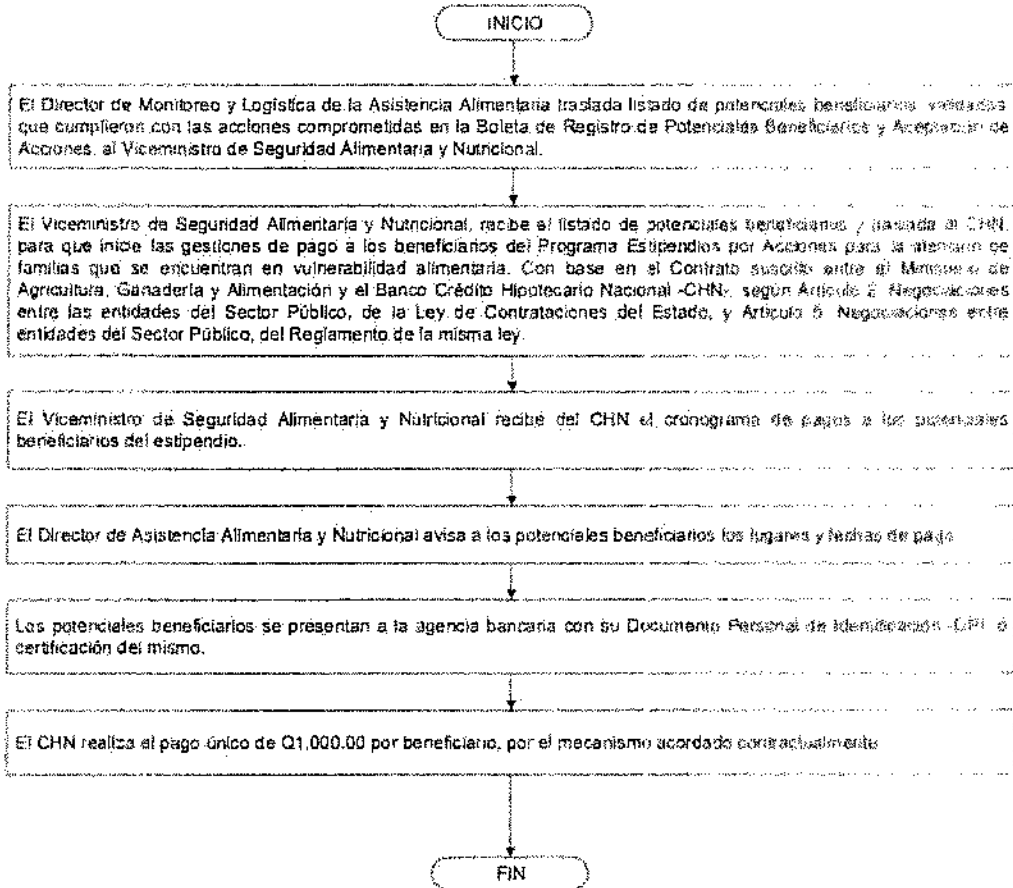 INICIO
El Director de Monitoreo y Logística de la Asistencia Alimentaria traslada listado de potenciales beneficiarios validados
que cumplieron con las acciones comprometidas en la Boleta de Registro de Potenciales Beneficiarios y Aceptación de
Acciones, al Viceministro de Seguridad Alimentaria y Nutricional.
El Viceministro de Seguridad Alimentaria y Nutricional, recibe el listado de potenciales beneficiarios y traslada al CHN,
para que inicie las gestiones de pago a los beneficiarios del Programa Estipendios por Acciones para la atención de
familias que se encuentran en vulnerabilidad alimentaria. Con base en el Contrato suscrito entre el Ministerio de
Agricultura, Ganadería y Alimentación y el Banco Crédito Hipotecario Nacional -CHN-, según Artículo 2. Negociaciones
entre las entidades del Sector Público, de la Ley de Contrataciones del Estado, y Artículo 5. Negociaciones entre
entidades del Sector Público, del Reglamento de la misma ley.
El Viceministro de Seguridad Alimentaria y Nutricional recibe del CHN el cronograma de pagos a los potenciales
beneficiarios del estipendio.
El Director de Asistencia Alimentaria y Nutricional avisa a los potenciales beneficiarios los lugares y fechas de pago
Los potenciales beneficiarios se presentan a la agencia bancaria con su Documento Personal de Identificación -DPI- o
certificación del mismo.
El CHN realiza el pago único de Q1,000.00 por beneficiario, por el mecanismo acordado contractualmente
FIN